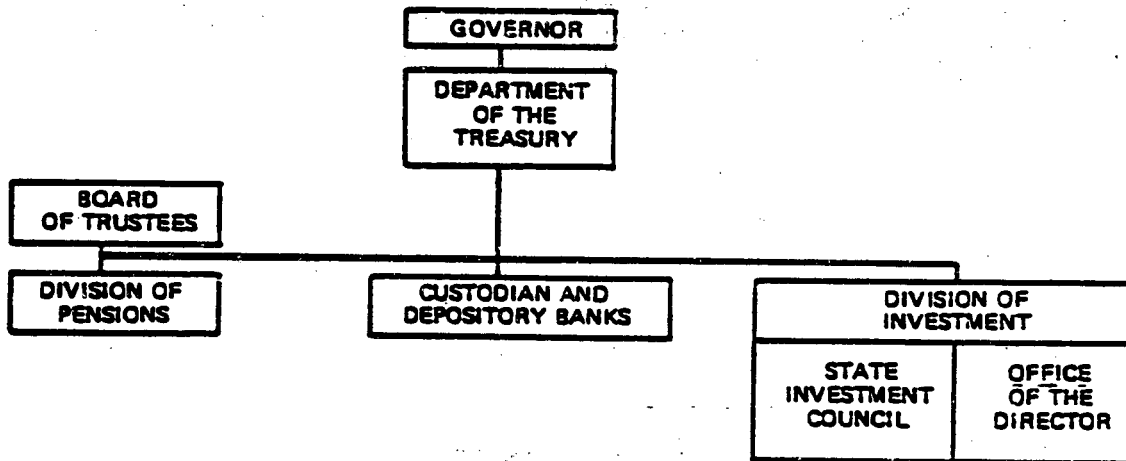 GOVERNOR
DEPARTMENT
OF THE
TREASURY
BOARD
OF TRUSTEES
DIVISION OF
PENSIONS
CUSTODIAN AND
DEPOSITORY BANKS
DIVISION OF
INVESTMENT
STATE
INVESTMENT
COUNCIL
OFFICE
OF THE
DIRECTOR